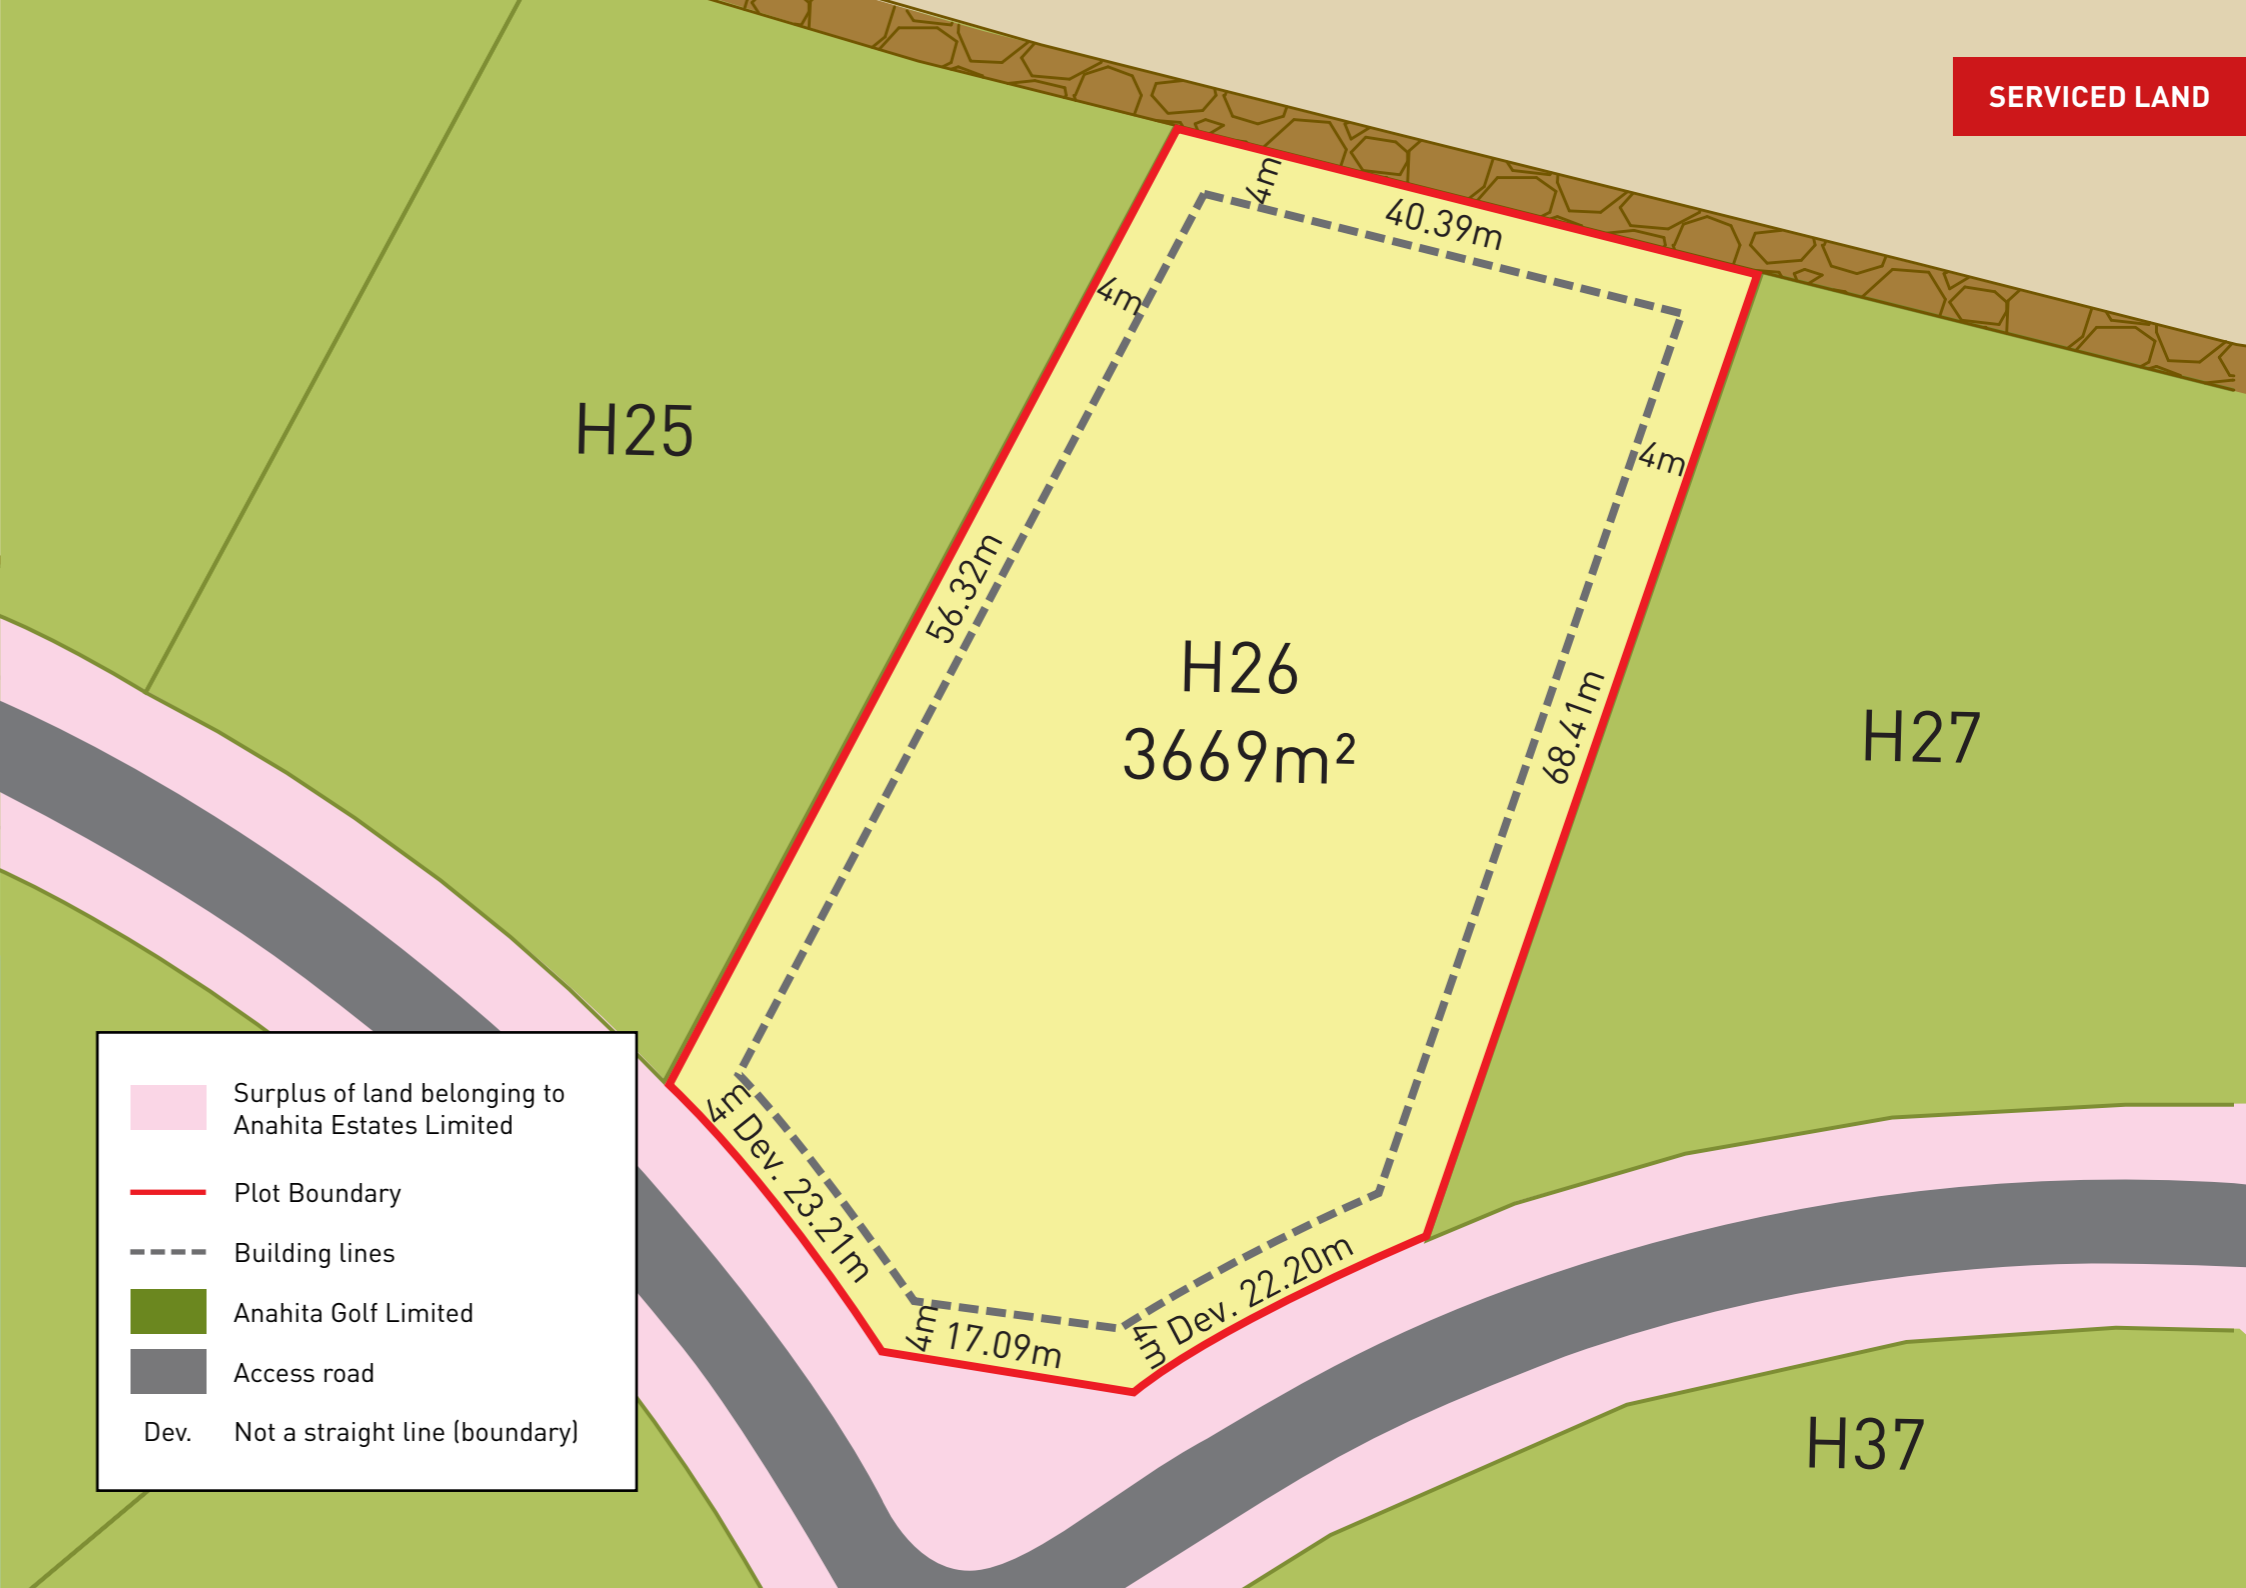 SERVICED LAND
4m
40.39m
4m
H25
4m
56.32m
H26
3669m²
68.41m
H27
4m
Dev. 23.21m
4m
17.09m
4m
Dev. 22.20m
H37
Surplus of land belonging to
Anahita Estates Limited
Plot Boundary
Building lines
Anahita Golf Limited
Access road
Dev. Not a straight line (boundary)